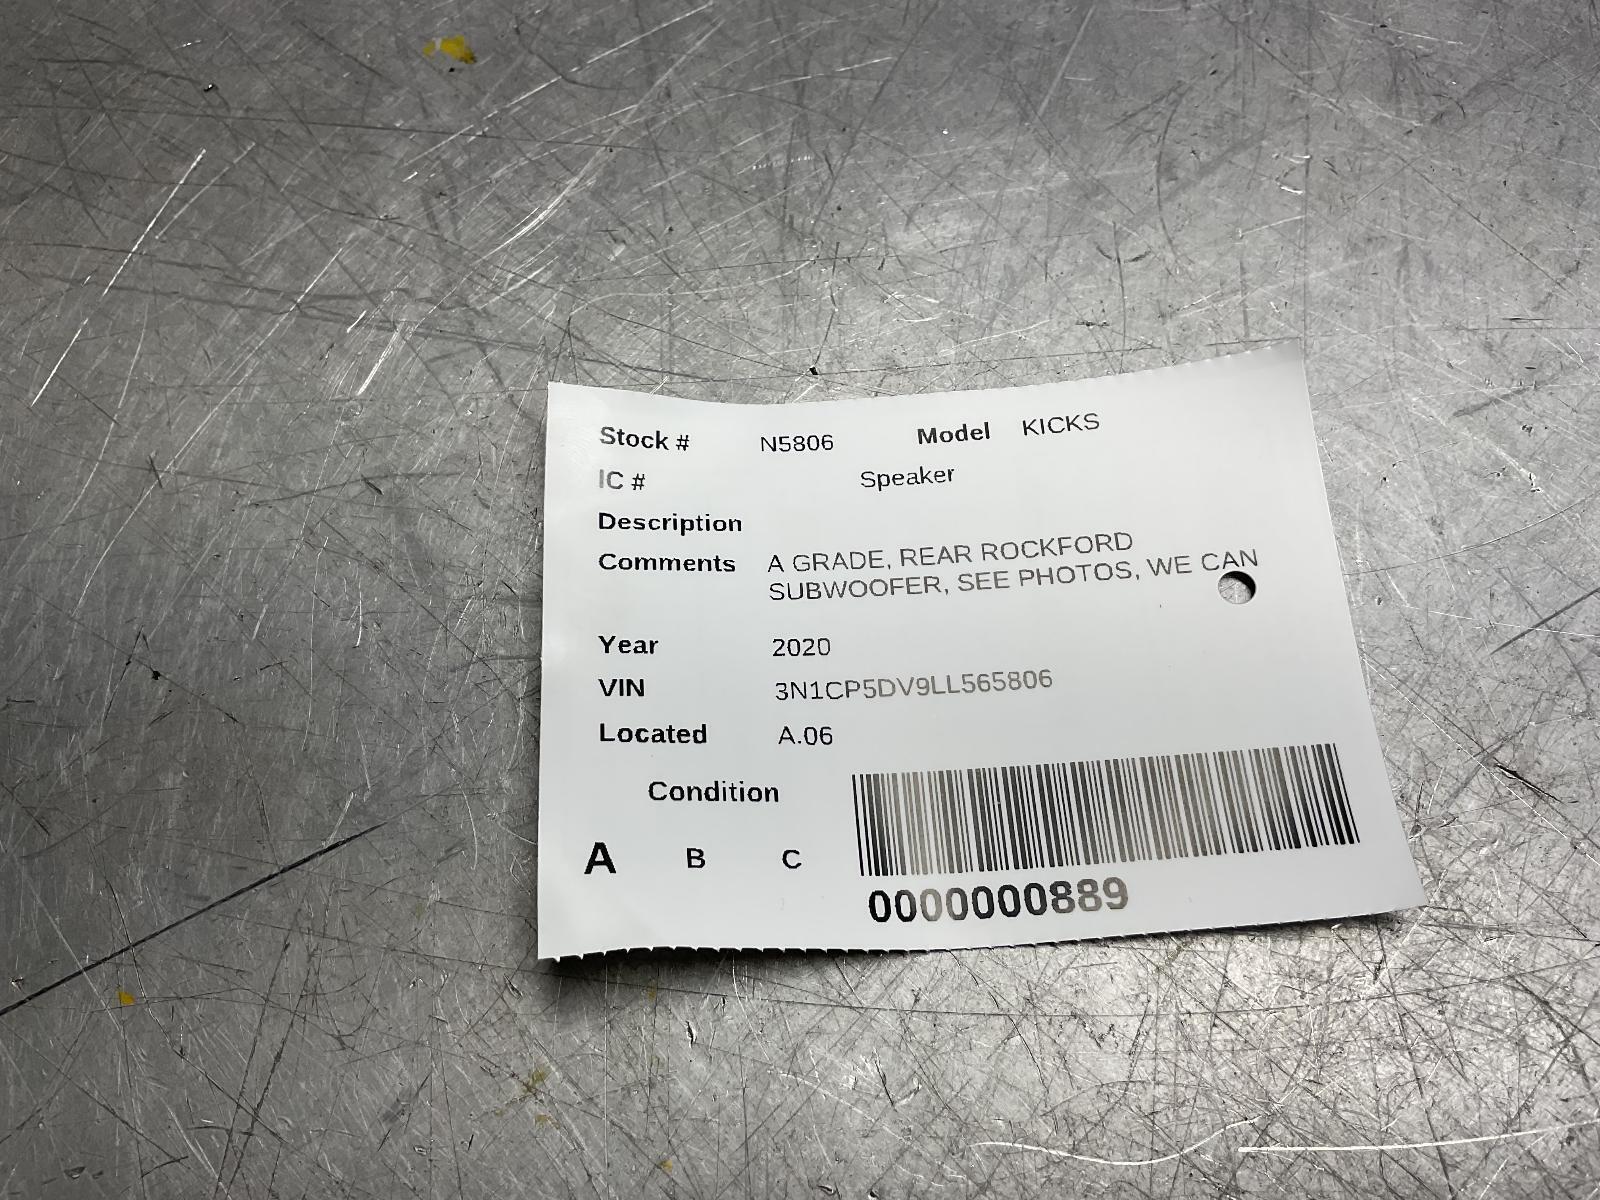 Stock # N5806 Model KICKS
IC # Speaker
Description
Comments A GRADE, REAR ROCKFORD
SUBWOOFER, SEE PHOTOS, WE CAN
Year 2020
VIN 3N1CP5DV9LL565806
Located A.06
Condition
A B C
0000000889